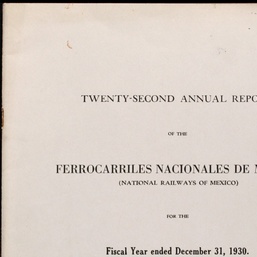 TWENTY-SECOND ANNUAL REPO
OF THE
FERROCARRILES NACIONALES DE
(NATIONAL RAILWAYS OF MEXICO)
FOR THE
Fiscal Year ended December 31, 1930.